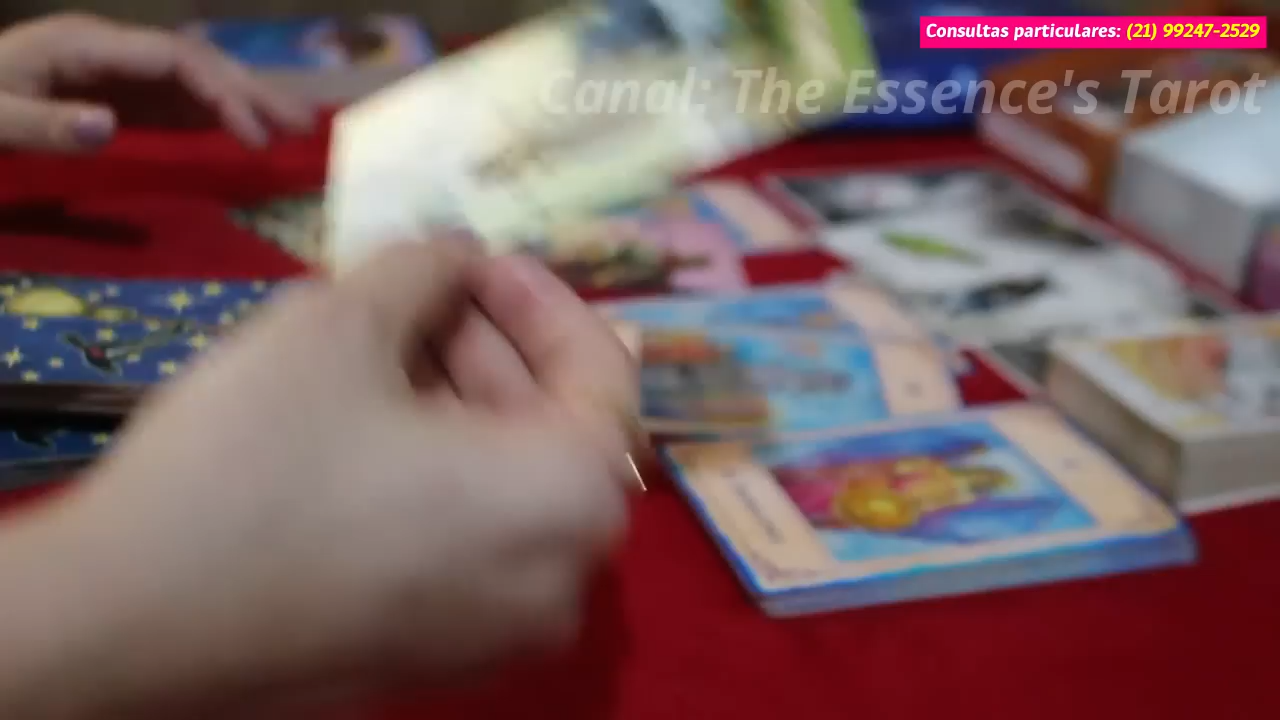 Consultas particulares: (21) 99247-2529
Canal: The Essence's Tarot